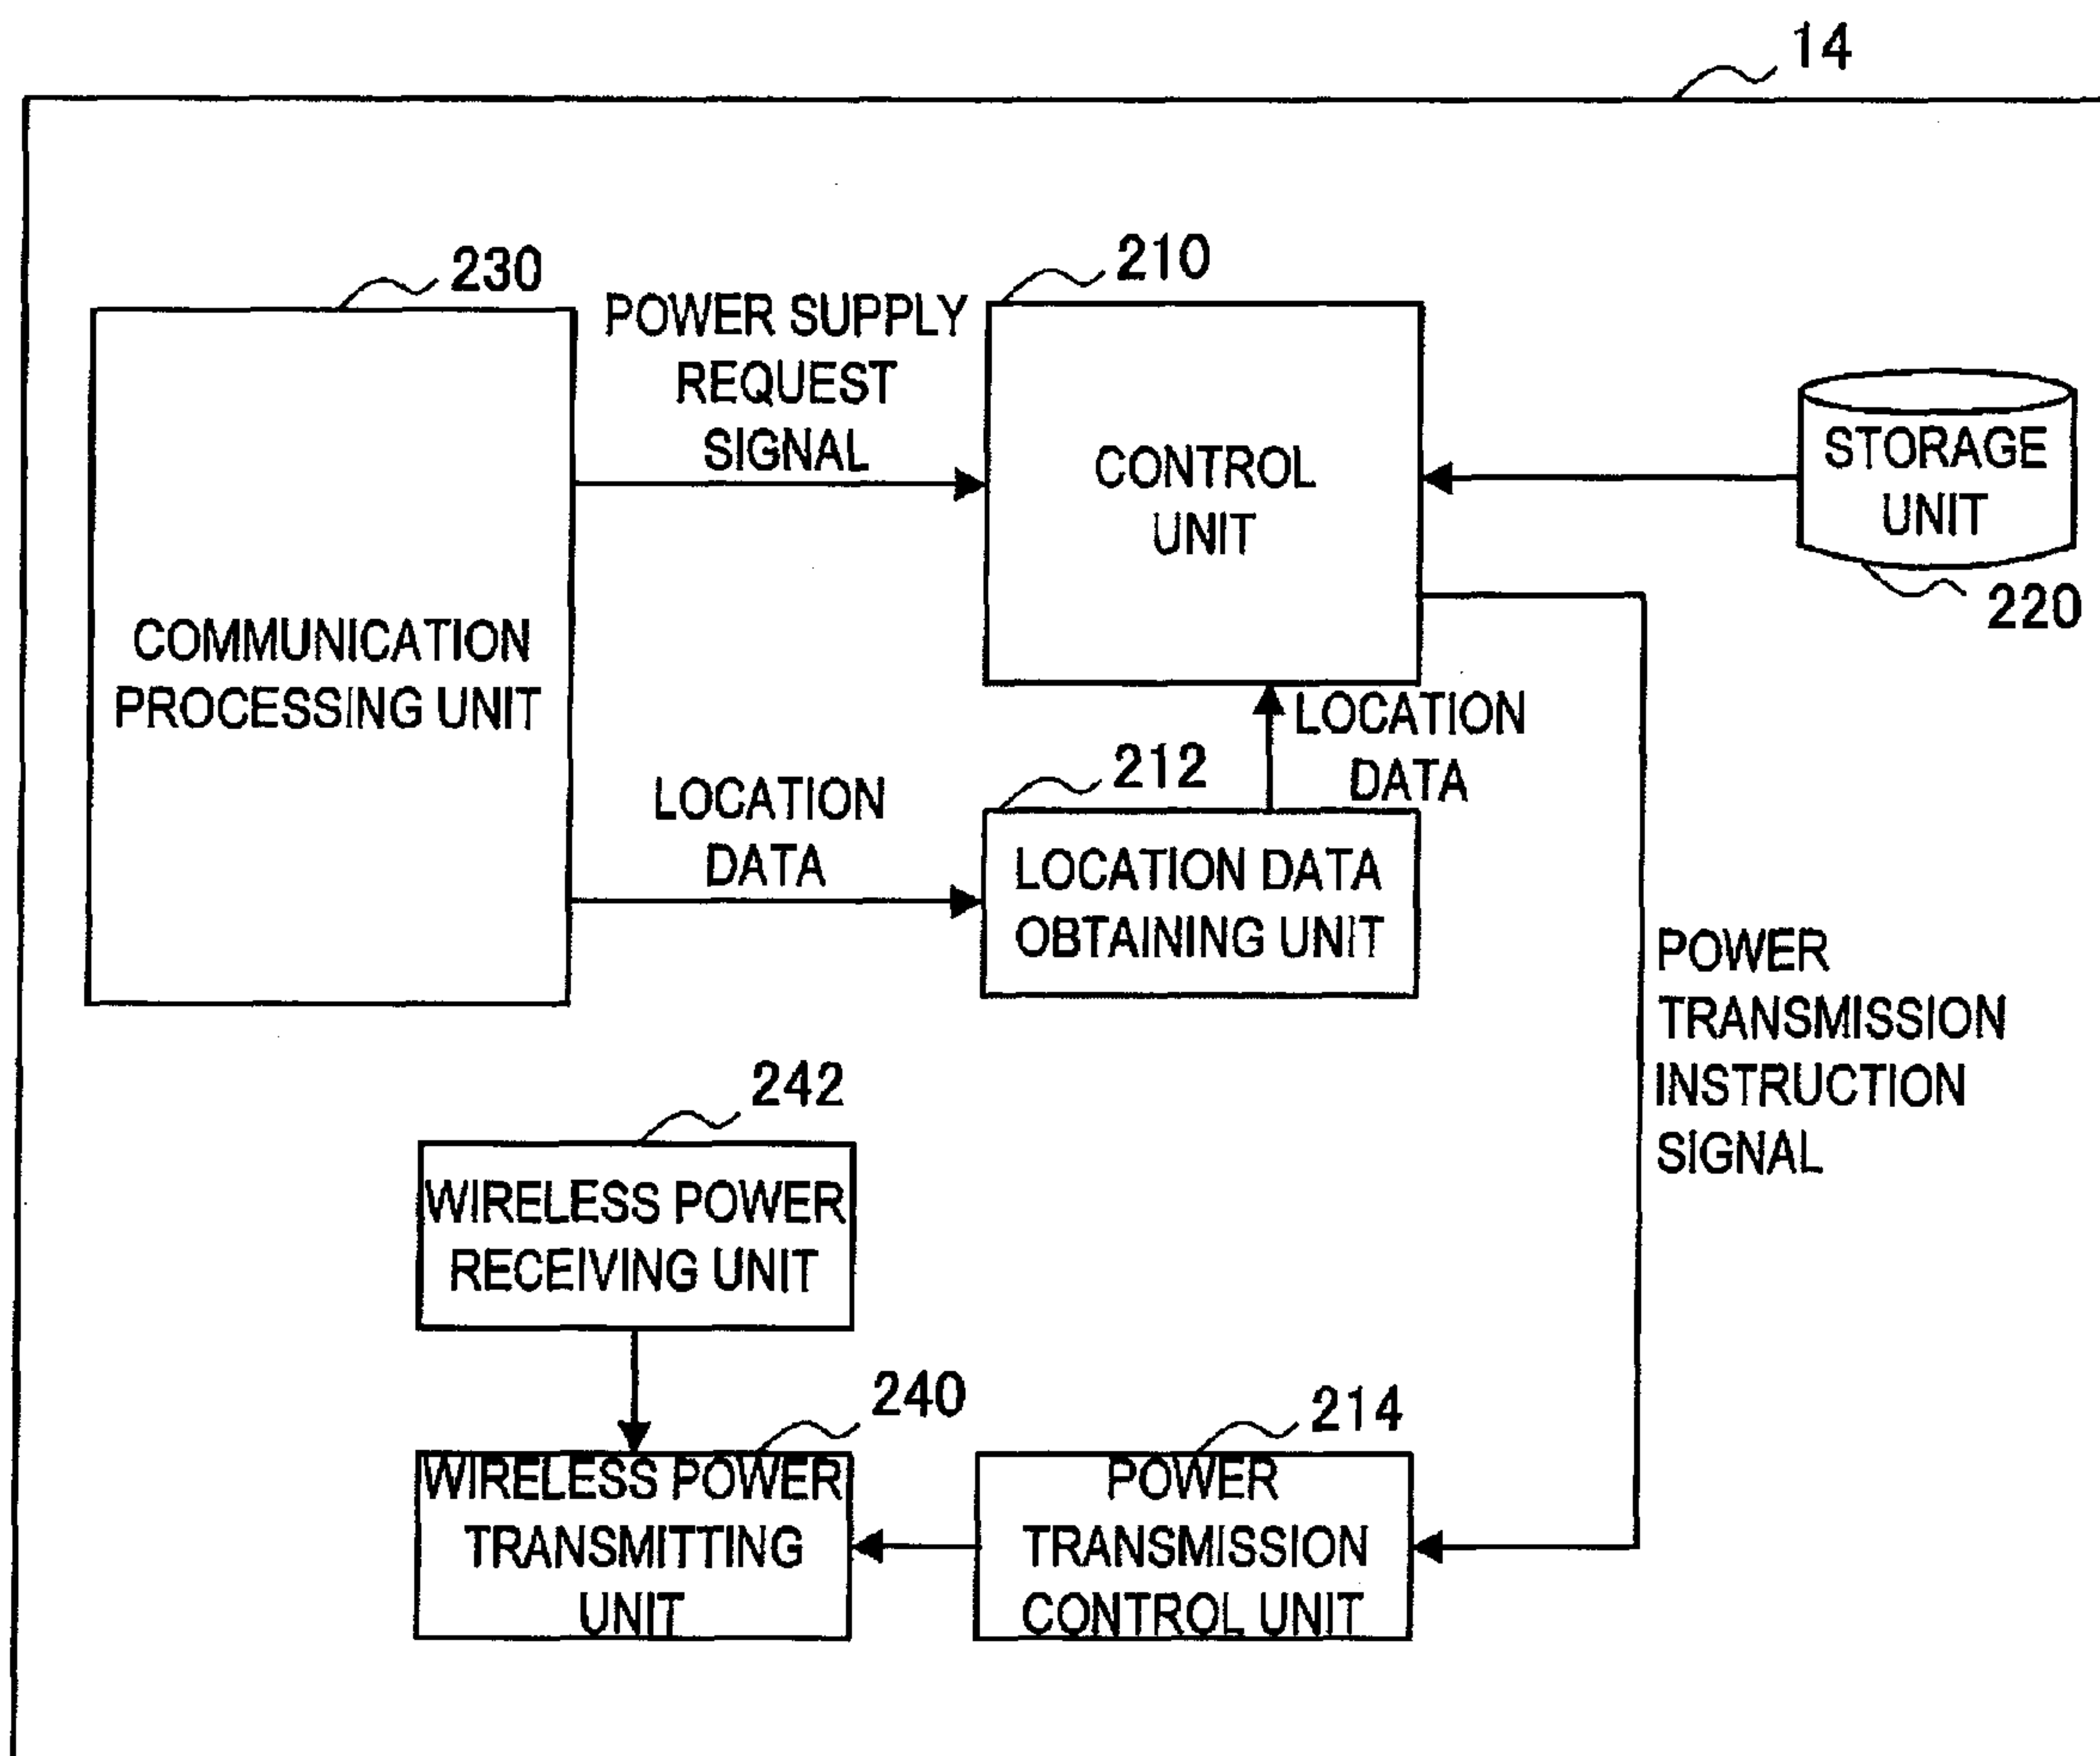 14
230
POWER SUPPLY
REQUEST
SIGNAL
210
CONTROL
UNIT
STORAGE
UNIT
220
COMMUNICATION
PROCESSING UNIT
LOCATION
DATA
212
LOCATION
DATA
LOCATION DATA
OBTAINING UNIT
POWER
TRANSMISSION
INSTRUCTION
SIGNAL
242
WIRELESS POWER
RECEIVING UNIT
240
WIRELESS POWER
TRANSMITTING
UNIT
214
POWER
TRANSMISSION
CONTROL UNIT